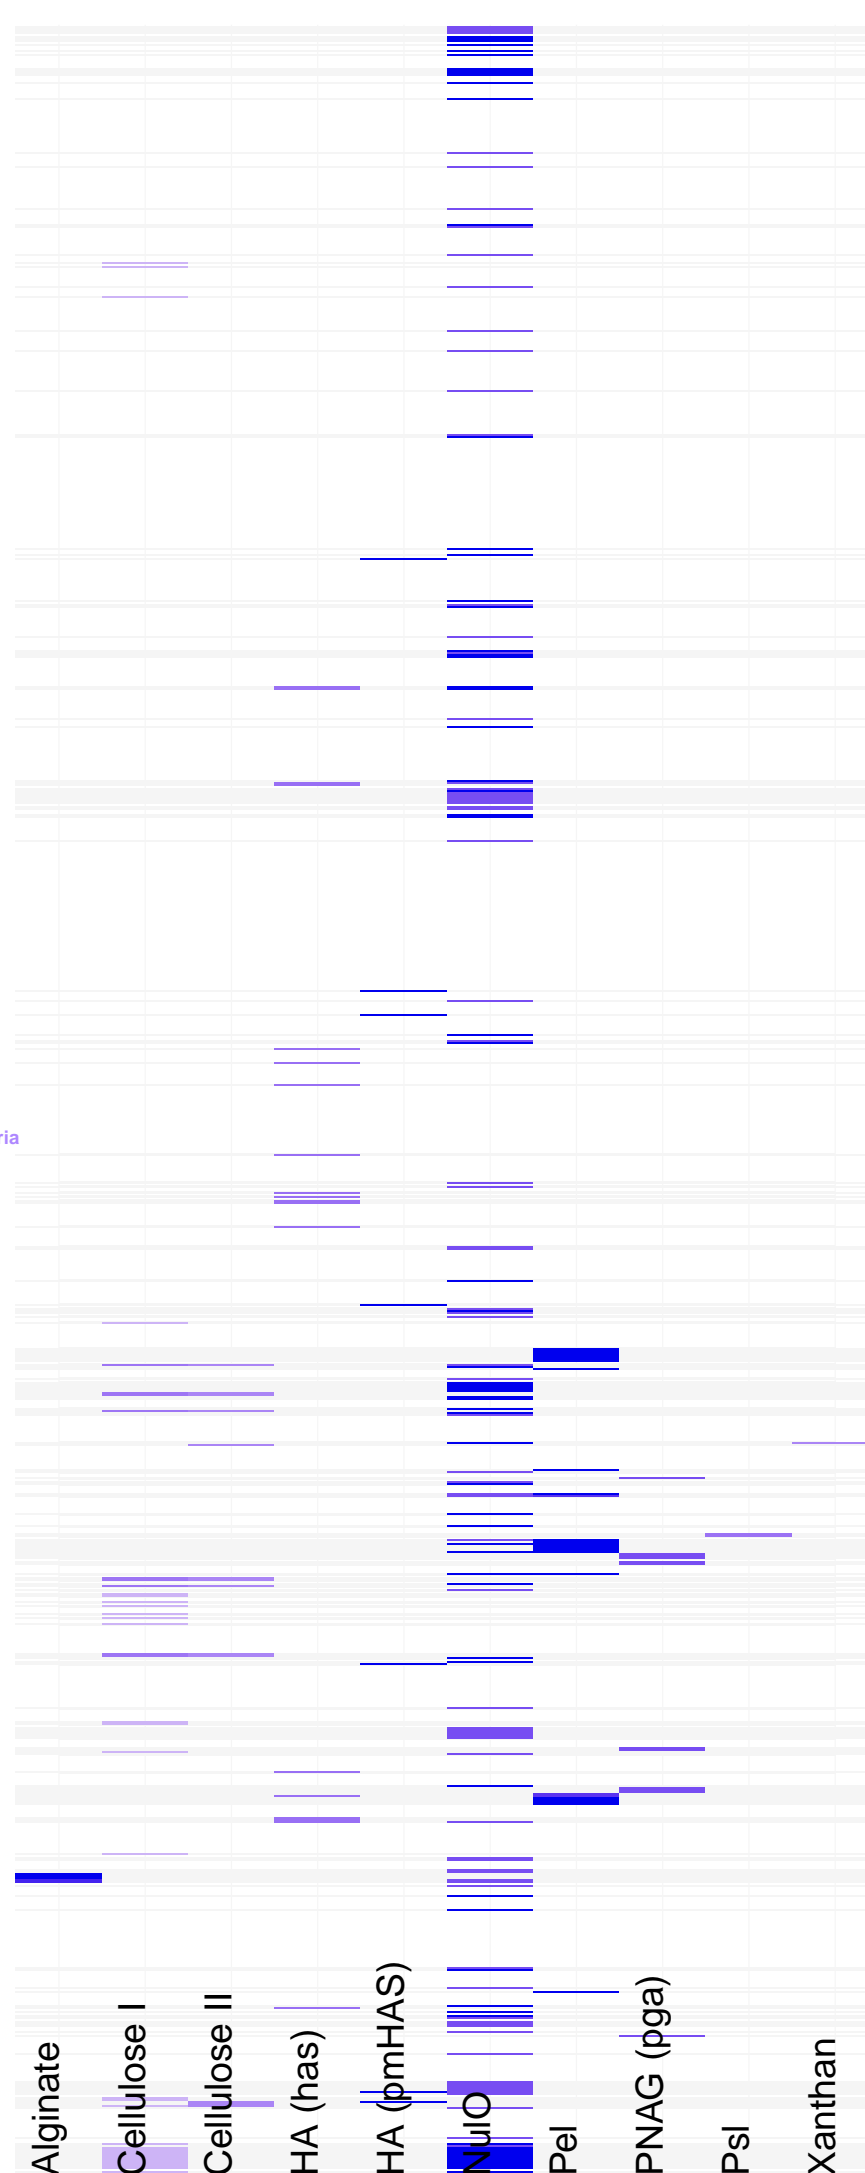 ria
Alginate
Cellulose I
Cellulose II
HA (has)
HA (pmHAS)
NulO
Pel
PNAG (pga)
Psl
Xanthan